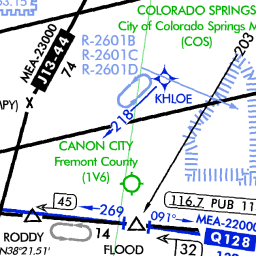 COLORADO SPRINGS
City of Colorado Springs M
(COS)
R-2601B
R-2601C
R-2601D
MEA-23000
J13-44
74
203
KHLOE
MPY)
X
218
CANON CITY
Fremont County
(1V6)
45
269
116.7 PUB 11
091°
MEA-22000
Q128
RODDY
N38°21.51'
14
FLOOD
32